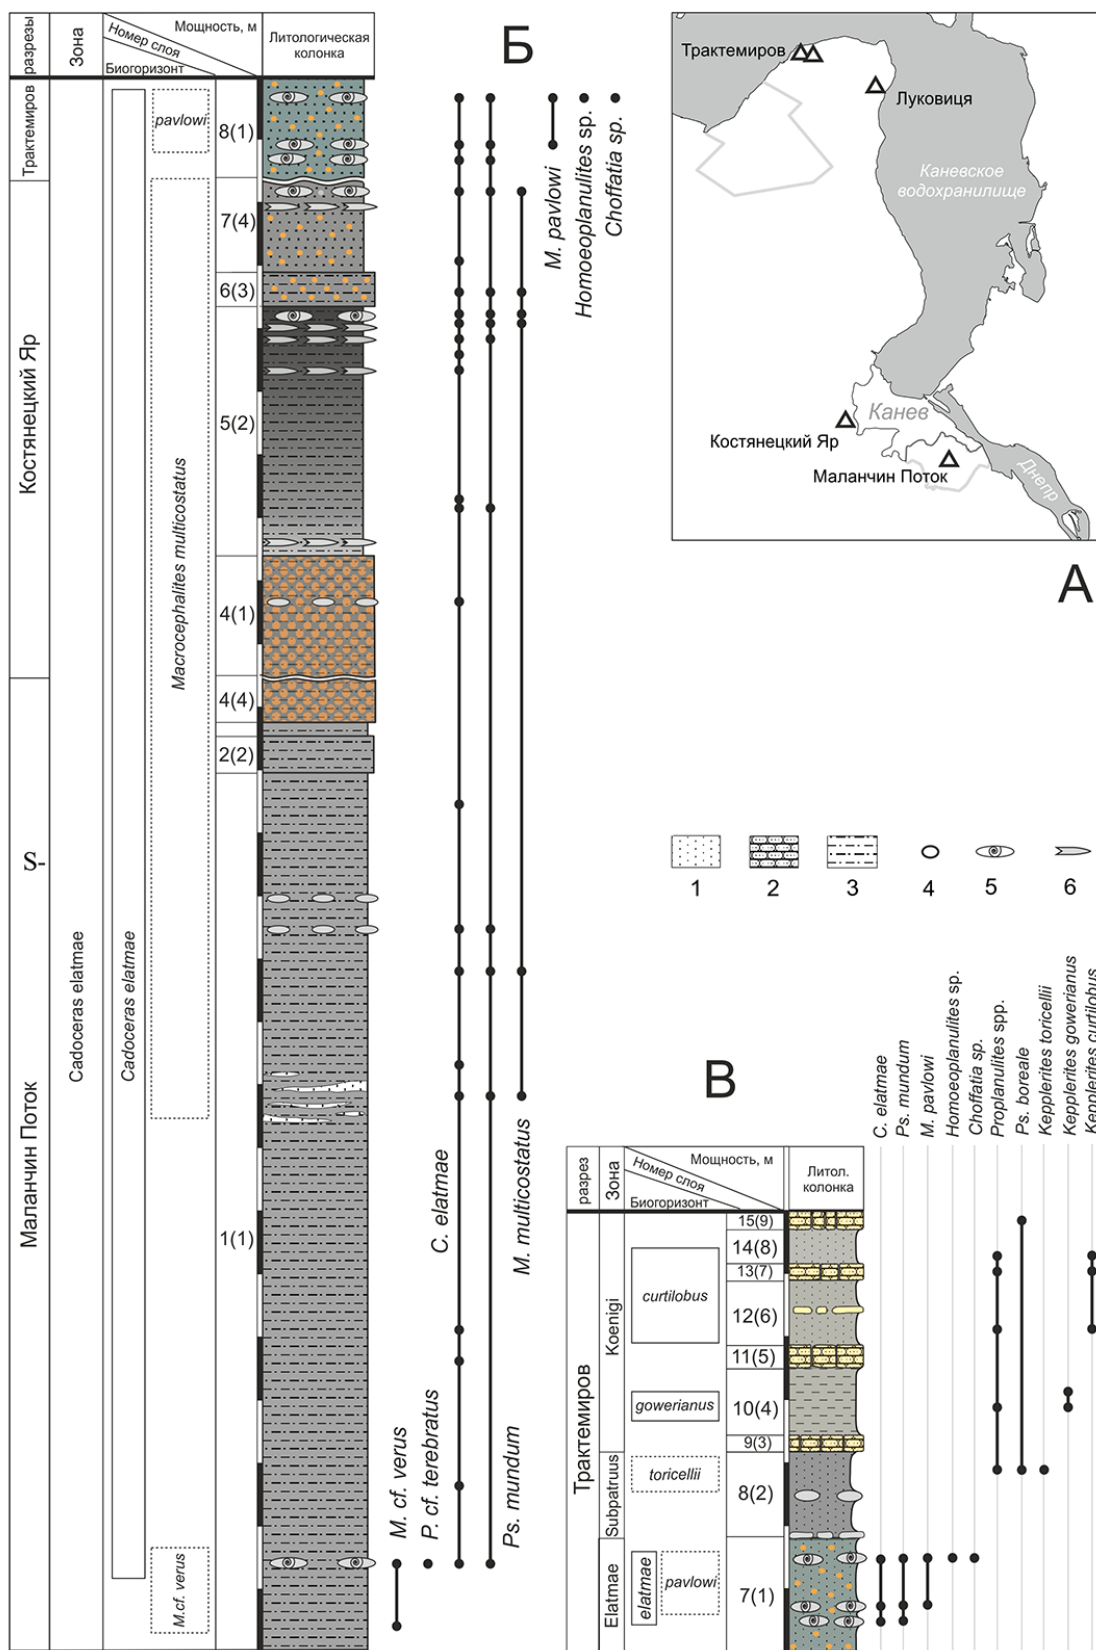 разрезы
Зона
Мощность, м
Номер слоя
Биогоризонт
Литологическая
колонка
Б
Трактемиров
Костянецкий Яр
S-
Маланчин Поток
Cadoceras elatmae
Cadoceras elatmae
pavlowi
Macrocephalites multicostatus
M.cf. verus
8(1)
7(4)
6(3)
5(2)
4(1)
4(4)
2(2)
1(1)
M. cf. verus
P. cf. terebratus
C. elatmae
Ps. mundum
M. multicostatus
M. pavlowi
Homoeoplanulites sp.
Choffatia sp.
Трактемиров
Луковиця
Каневское
водохранилище
Канев
Костянецкий Яр
Маланчин Поток
Днепр
А
1
2
3
4
5
6
В
C. elatmae
Ps. mundum
M. pavlowi
Homoeoplanulites sp.
Choffatia sp.
Proplanulites spp.
Ps. boreale
Kepplerites toricellii
Kepplerites gowerianus
Kepplerites curtilobus
разрез
Зона
Мощность, м
Номер слоя
Биогоризонт
Литол.
колонка
Трактемиров
Koenigi
Subpatruus
Elatmae
curtilobus
gowerianus
toricellii
elatmae
pavlowi
15(9)
14(8)
13(7)
12(6)
11(5)
10(4)
9(3)
8(2)
7(1)